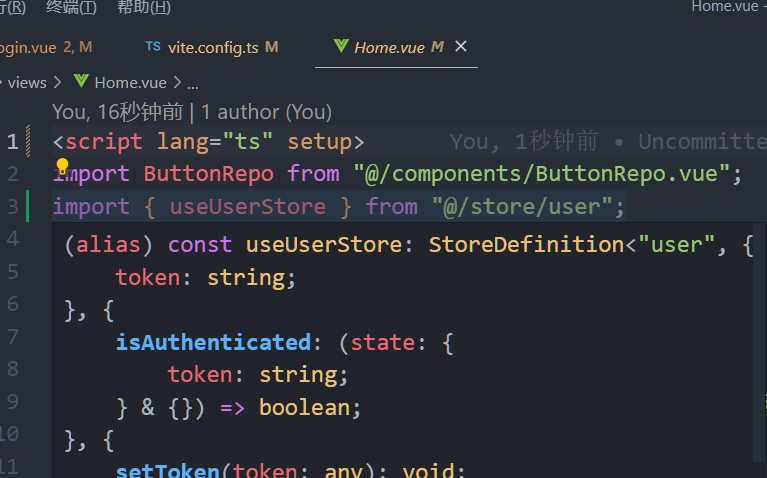 行(R) 终端(T) 帮助(H) Home.vue -
ogin.vue 2, M TS vite.config.ts M Home.vue M ×
views > Home.vue > ...
You, 16秒钟前 | 1 author (You)
1 <script lang="ts" setup> You, 1秒钟前 • Uncommitte
2 import ButtonRepo from "@/components/ButtonRepo.vue";
3 import { useUserStore } from "@/store/user";
4 (alias) const useUserStore: StoreDefinition<"user", {
5 token: string;
6 }, {
7 isAuthenticated: (state: {
8 token: string;
9 } & {}) => boolean;
10 }, {
11 setToken(token: any): void;